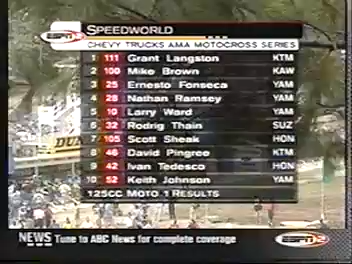 ESPN2 SPEEDWORLD
CHEVY TRUCKS AMA MOTOCROSS SERIES
1 111 Grant Langston KTM
2 100 Mike Brown KAW
3 25 Ernesto Fonseca YAM
4 28 Nathan Ramsey YAM
5 10 Larry Ward YAM
6 32 Rodrig Thain SUZ
7 105 Scott Sheak HON
8 46 David Pingree KTM
9 42 Ivan Tedesco HON
10 52 Keith Johnson YAM
125CC MOTO 1 RESULTS
NEWS Tune to ABC News for complete coverage ESPN2